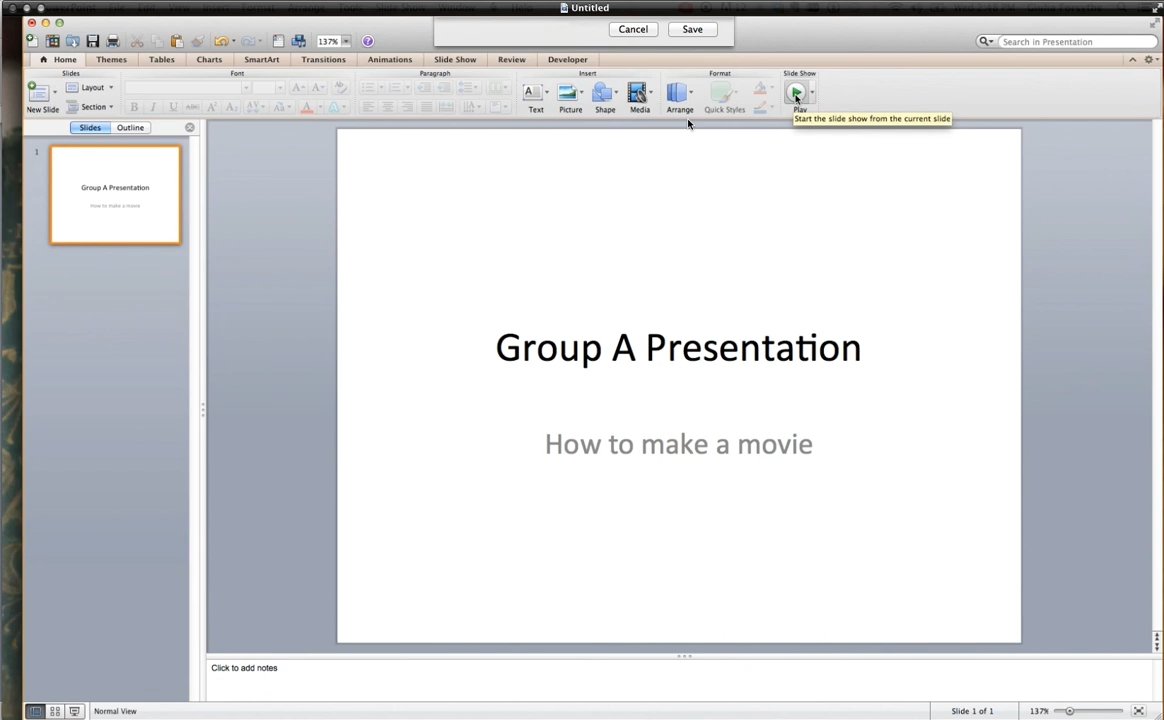 Untitled
Cancel
Save
137%
Search in Presentation
Home
Themes
Tables
Charts
SmartArt
Transitions
Animations
Slide Show
Review
Developer
Slides
Font
Paragraph
Insert
Format
Slide Show
New Slide
Layout
Section
Text
Picture
Shape
Media
Arrange
Quick Styles
Play
Start the slide show from the current slide
Slides
Outline
1
Group A Presentation
How to make a movie
Group A Presentation
How to make a movie
Click to add notes
Normal View
Slide 1 of 1
137%